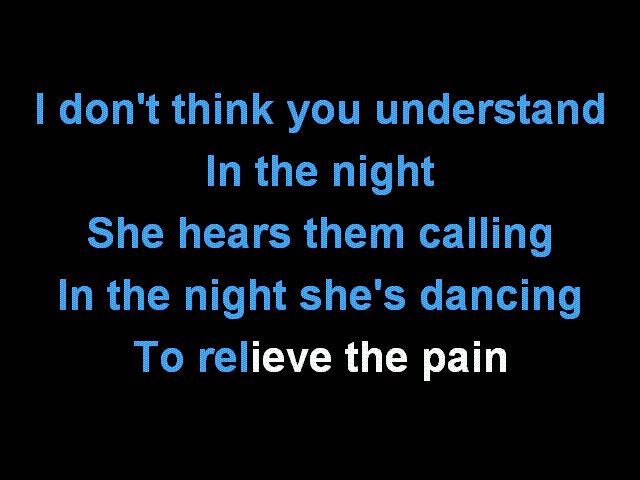 I don't think you understand
In the night
She hears them calling
In the night she's dancing
To relieve the pain